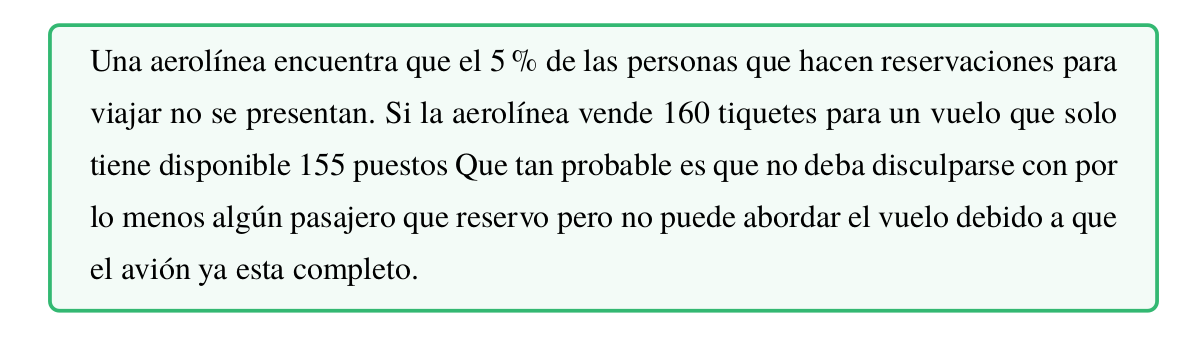 Una aerolínea encuentra que el 5 % de las personas que hacen reservaciones para
viajar no se presentan. Si la aerolínea vende 160 tiquetes para un vuelo que solo
tiene disponible 155 puestos Que tan probable es que no deba disculparse con por
lo menos algún pasajero que reservo pero no puede abordar el vuelo debido a que
el avión ya esta completo.